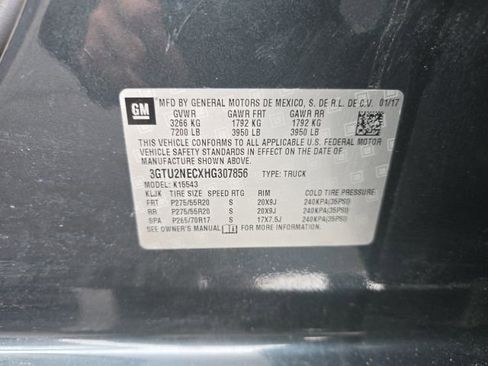 GM
MFD BY GENERAL MOTORS DE MEXICO, S. DE R.L. DE C.V. 01/17
GVWR GAWR FRT GAWR RR
3266 KG 1792 KG 1792 KG
7200 LB 3950 LB 3950 LB
THIS VEHICLE CONFORMS TO ALL APPLICABLE U.S. FEDERAL MOTOR
VEHICLE SAFETY STANDARDS AND THEFT PREVENTION STANDARDS
IN EFFECT ON THE DATE OF MANUFACTURE SHOWN ABOVE.
3GTU2NECXHG307856 TYPE: TRUCK
MODEL: K15543
KLJK TIRE SIZE SPEED RTG RIM COLD TIRE PRESSURE
FRT P275/55R20 S 20X9J 240KPA(35PSI)
RR P275/55R20 S 20X9J 240KPA(35PSI)
SPA P265/70R17 S 17X7.5J 240KPA(35PSI)
SEE OWNER'S MANUAL FOR MORE INFORMATION